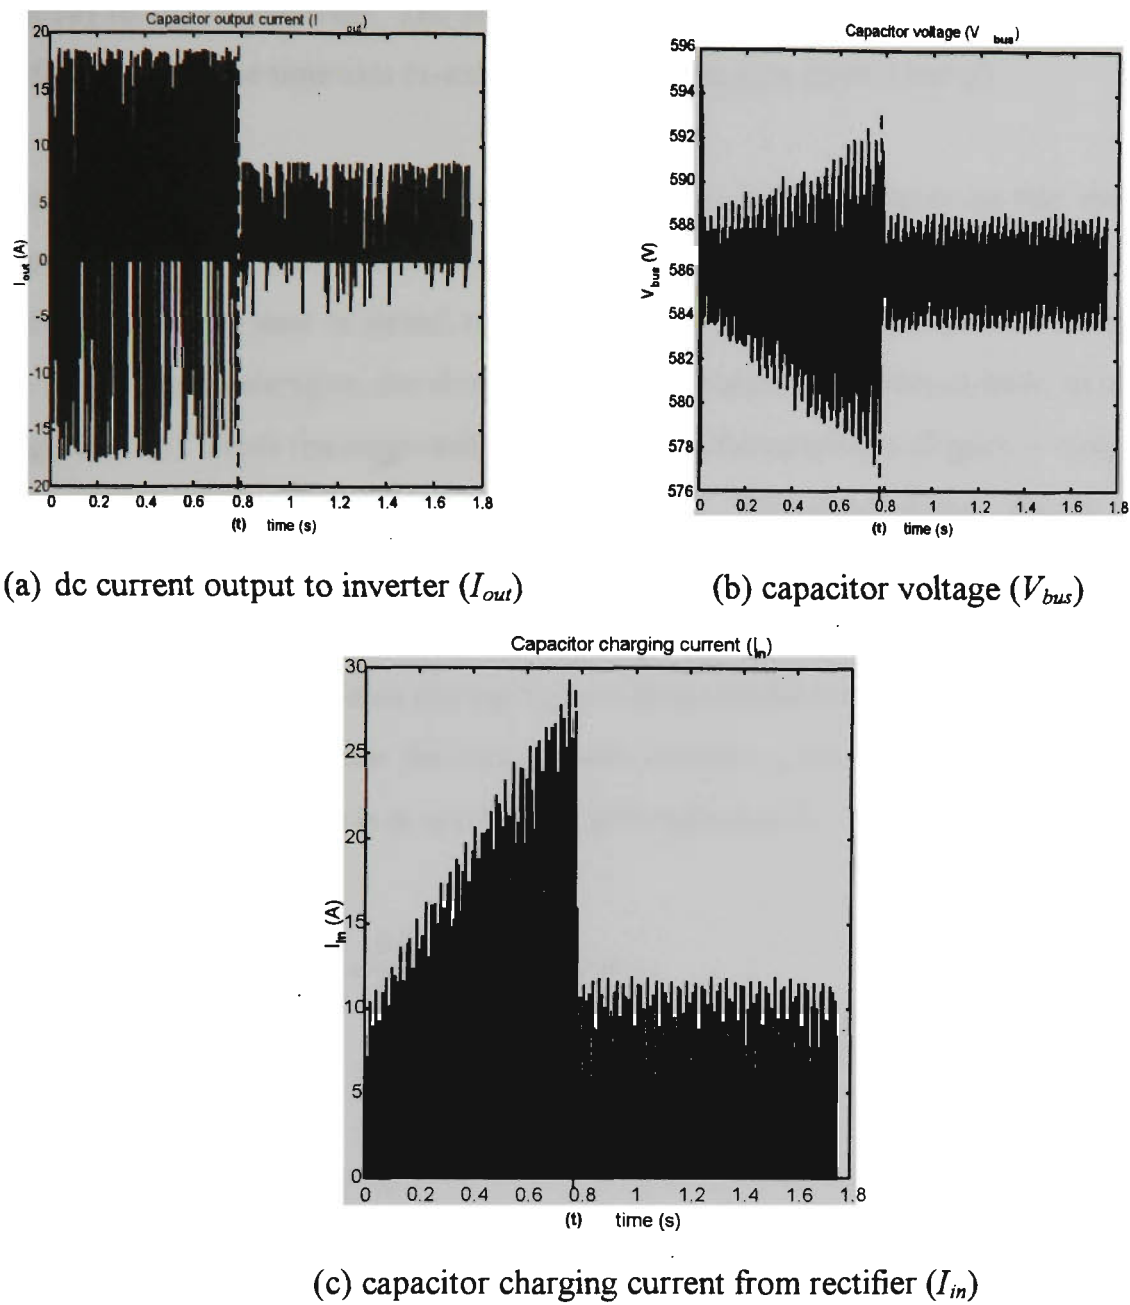 Capacitor output current (I out)
20
15
10
5
0
-5
-10
-15
-20
I out (A)
0 0.2 0.4 0.6 0.8 1 1.2 1.4 1.6 1.8
(t) time (s)
(a) dc current output to inverter (Iout)
Capacitor voltage (V bus)
596
594
592
590
588
586
584
582
580
578
576
V bus (V)
0 0.2 0.4 0.6 0.8 1 1.2 1.4 1.6 1.8
(t) time (s)
(b) capacitor voltage (Vbus)
Capacitor charging current (Iin)
30
25
20
15
10
5
0
I in (A)
0 0.2 0.4 0.6 0.8 1 1.2 1.4 1.6 1.8
(t) time (s)
(c) capacitor charging current from rectifier (Iin)